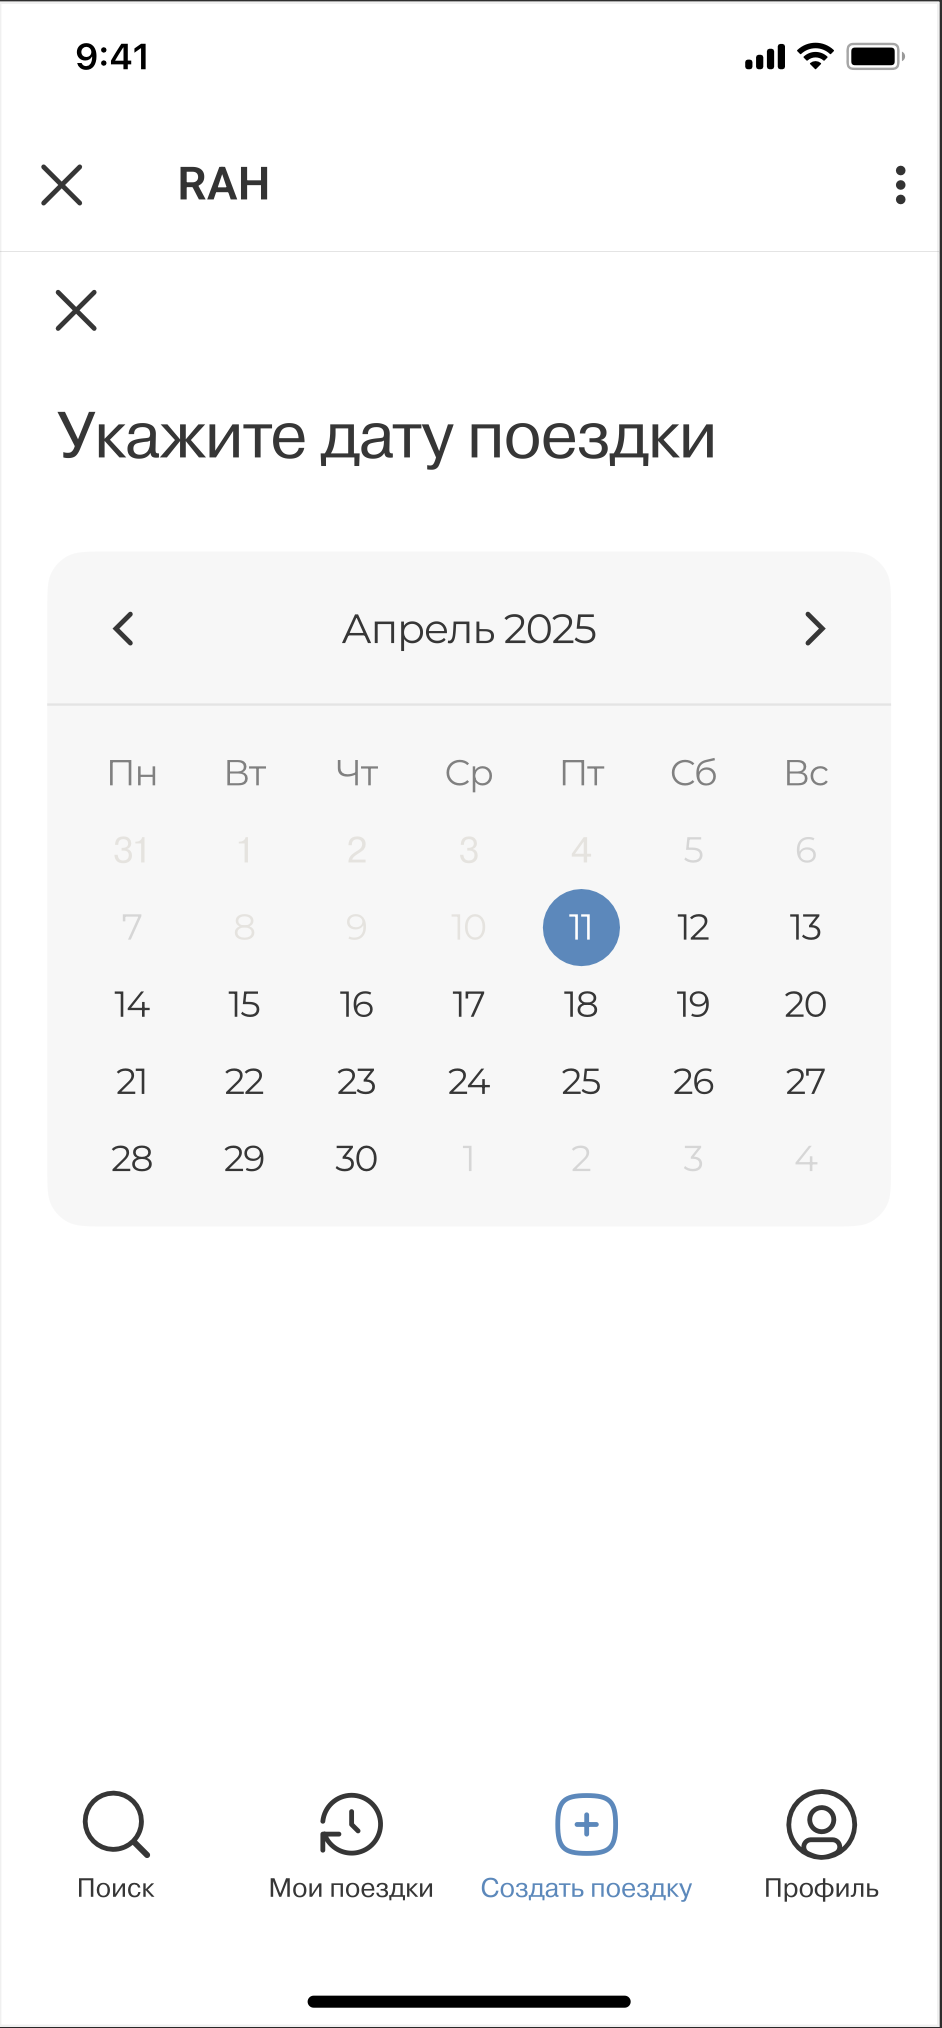 9:41
RAH
Укажите дату поездки
Апрель 2025
Пн Вт Чт Ср Пт Сб Вс
31 1 2 3 4 5 6
7 8 9 10 11 12 13
14 15 16 17 18 19 20
21 22 23 24 25 26 27
28 29 30 1 2 3 4
Поиск Мои поездки Создать поездку Профиль